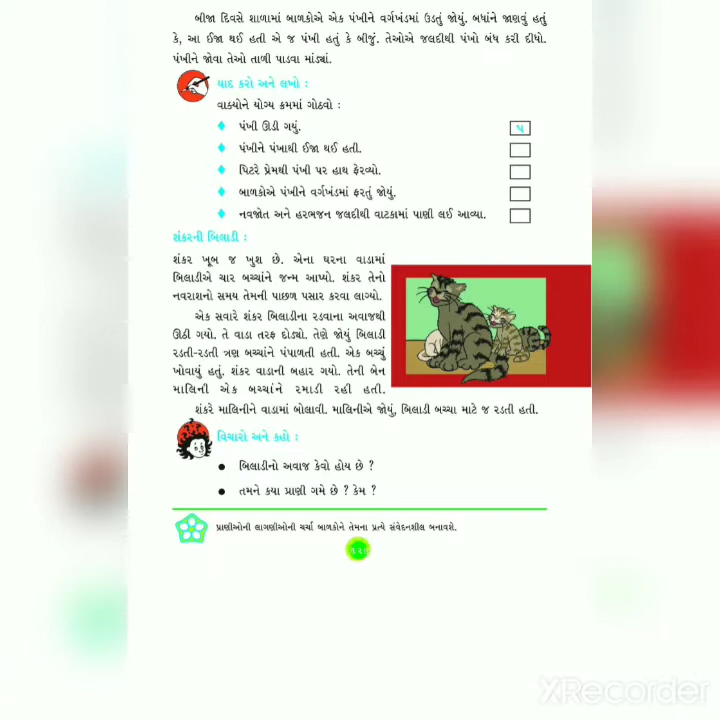 બીજા દિવસે શાળામાં બાળકોએ એક પંખીને વર્ગખંડમાં ઉડતું જોયું. બધાંને જાણવું હતું
કે, આ ઈજા થઈ હતી એ જ પંખી હતું કે બીજું. તેઓએ જલદીથી પંખો બંધ કરી દીધો.
પંખીને જોવા તેઓ તાળી પાડવા માંડ્યાં.
યાદ કરો અને લખો :
વાક્યોને યોગ્ય ક્રમમાં ગોઠવો :
પંખી ઊડી ગયું. ૫
પંખીને પંખાથી ઈજા થઈ હતી.
પિટરે પ્રેમથી પંખી પર હાથ ફેરવ્યો.
બાળકોએ પંખીને વર્ગખંડમાં ફરતું જોયું.
નવજોત અને હરભજન જલદીથી વાટકામાં પાણી લઈ આવ્યા.
શંકરની બિલાડી :
શંકર ખૂબ જ ખુશ છે. એના ઘરના વાડામાં
બિલાડીએ ચાર બચ્ચાંને જન્મ આપ્યો. શંકર તેનો
નવરાશનો સમય તેમની પાછળ પસાર કરવા લાગ્યો.
એક સવારે શંકર બિલાડીના રડવાના અવાજથી
ઊઠી ગયો. તે વાડા તરફ દોડ્યો. તેણે જોયું બિલાડી
રડતી-રડતી ત્રણ બચ્ચાંને પંપાળતી હતી. એક બચ્ચું
ખોવાયું હતું. શંકર વાડાની બહાર ગયો. તેની બેન
માલિની એક બચ્ચાંને રમાડી રહી હતી.
શંકરે માલિનીને વાડામાં બોલાવી. માલિનીએ જોયું, બિલાડી બચ્ચા માટે જ રડતી હતી.
વિચારો અને કહો :
બિલાડીનો અવાજ કેવો હોય છે ?
તમને કયા પ્રાણી ગમે છે ? કેમ ?
પ્રાણીઓની લાગણીઓની ચર્ચા બાળકોને તેમના પ્રત્યે સંવેદનશીલ બનાવશે.
XRecorder